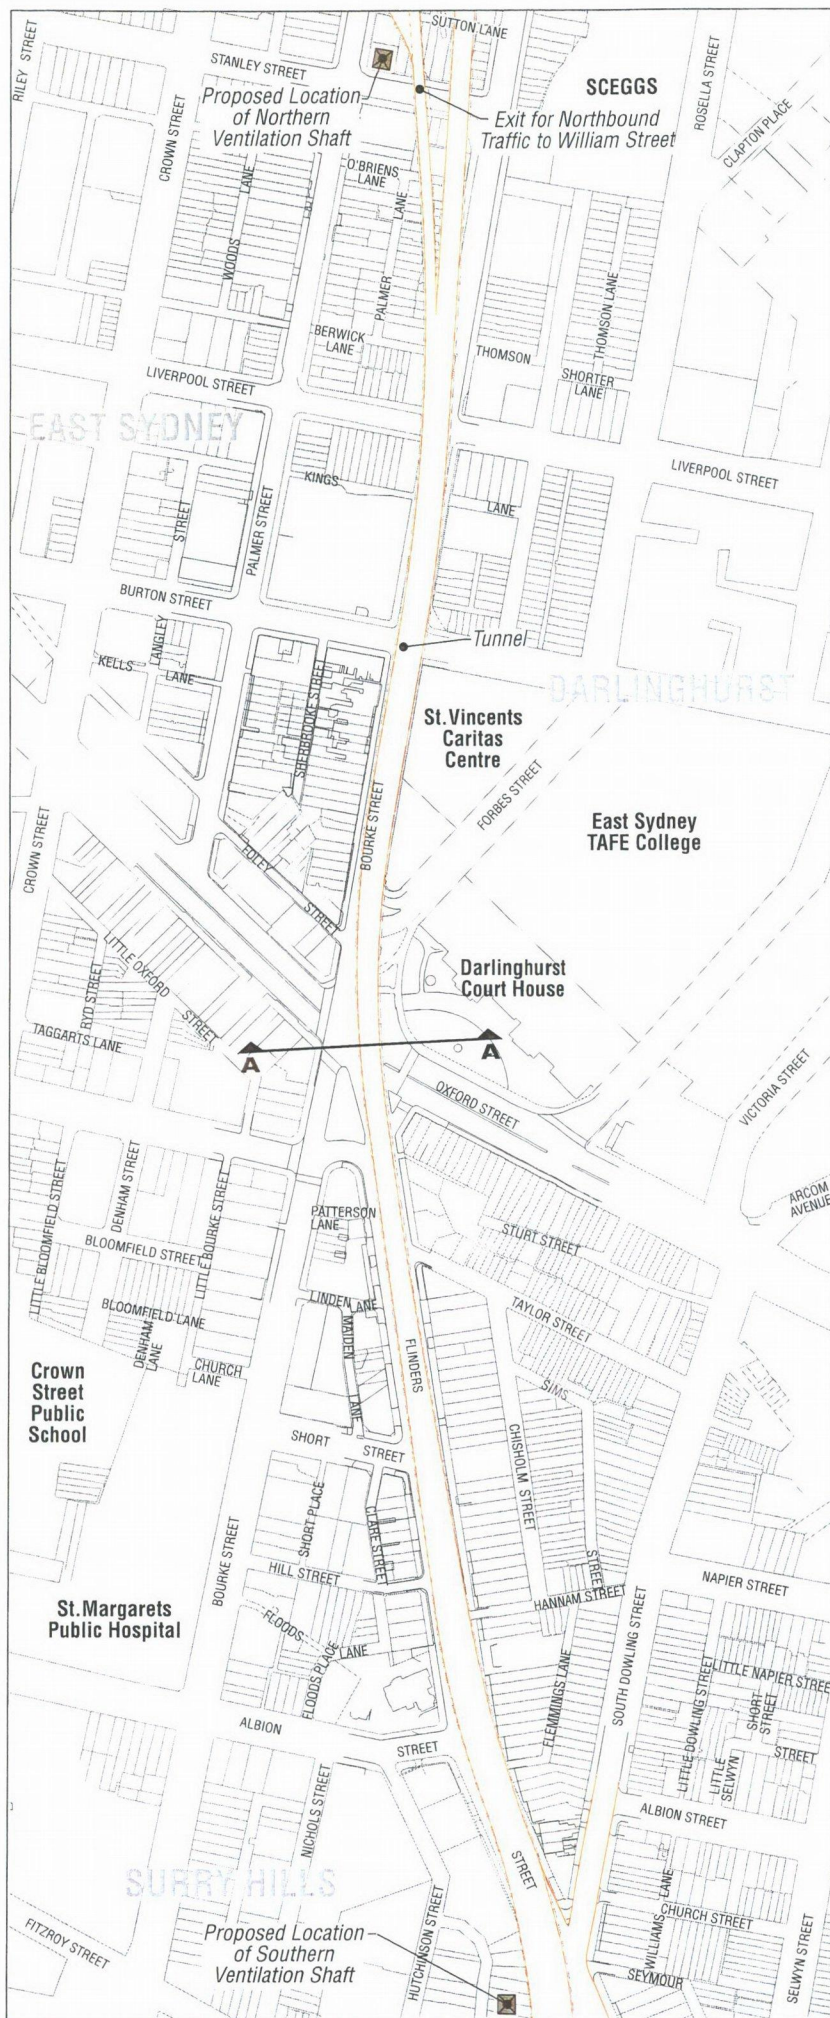 SUTTON LANE
RILEY STREET
STANLEY STREET
SCEGGS
ROSELLA STREET
Proposed Location
of Northern
Ventilation Shaft
Exit for Northbound
Traffic to William Street
CROWN STREET
CLAPTON PLACE
O'BRIENS
LANE
LANE
WOODS
LANE
PALMER
BERWICK
LANE
THOMSON
THOMSON LANE
SHORTER
LANE
LIVERPOOL STREET
EAST SYDNEY
LIVERPOOL STREET
KINGS
LANE
STREET
PALMER STREET
BURTON STREET
Tunnel
LANGLEY
KELLS
LANE
SHERBROOKE STREET
DARLINGHURST
St.Vincents
Caritas
Centre
FORBES STREET
BOURKE STREET
East Sydney
TAFE College
CROWN STREET
FOLEY
STREET
LITTLE OXFORD
STREET
Darlinghurst
Court House
RYD STREET
TAGGARTS LANE
A
A
OXFORD STREET
VICTORIA STREET
ARCOM
AVENUE
LITTLE BLOOMFIELD STREET
DENHAM STREET
LITTLE BOURKE STREET
PATTERSON
LANE
BLOOMFIELD STREET
STURT STREET
LINDEN LANE
BLOOMFIELD LANE
TAYLOR STREET
MAIDEN
LANE
DENHAM
LANE
CHURCH
LANE
FLINDERS
Crown
Street
Public
School
SIMS
STREET
CHISHOLM STREET
SHORT
STREET
SHORT PLACE
CLARE STREET
BOURKE STREET
HILL STREET
NAPIER STREET
HANNAM STREET
St.Margarets
Public Hospital
FLOODS
LANE
FLOODS PLACE
SOUTH DOWLING STREET
FLEMMINGS LANE
LITTLE NAPIER STREET
LITTLE DOWLING STREET
SHORT
STREET
LITTLE
SELWYN
STREET
ALBION
STREET
NICHOLS STREET
ALBION STREET
SURRY HILLS
STREET
WILLIAMS LANE
CHURCH STREET
FITZROY STREET
Proposed Location
of Southern
Ventilation Shaft
HUTCHINSON STREET
SEYMOUR
SELWYN STREET